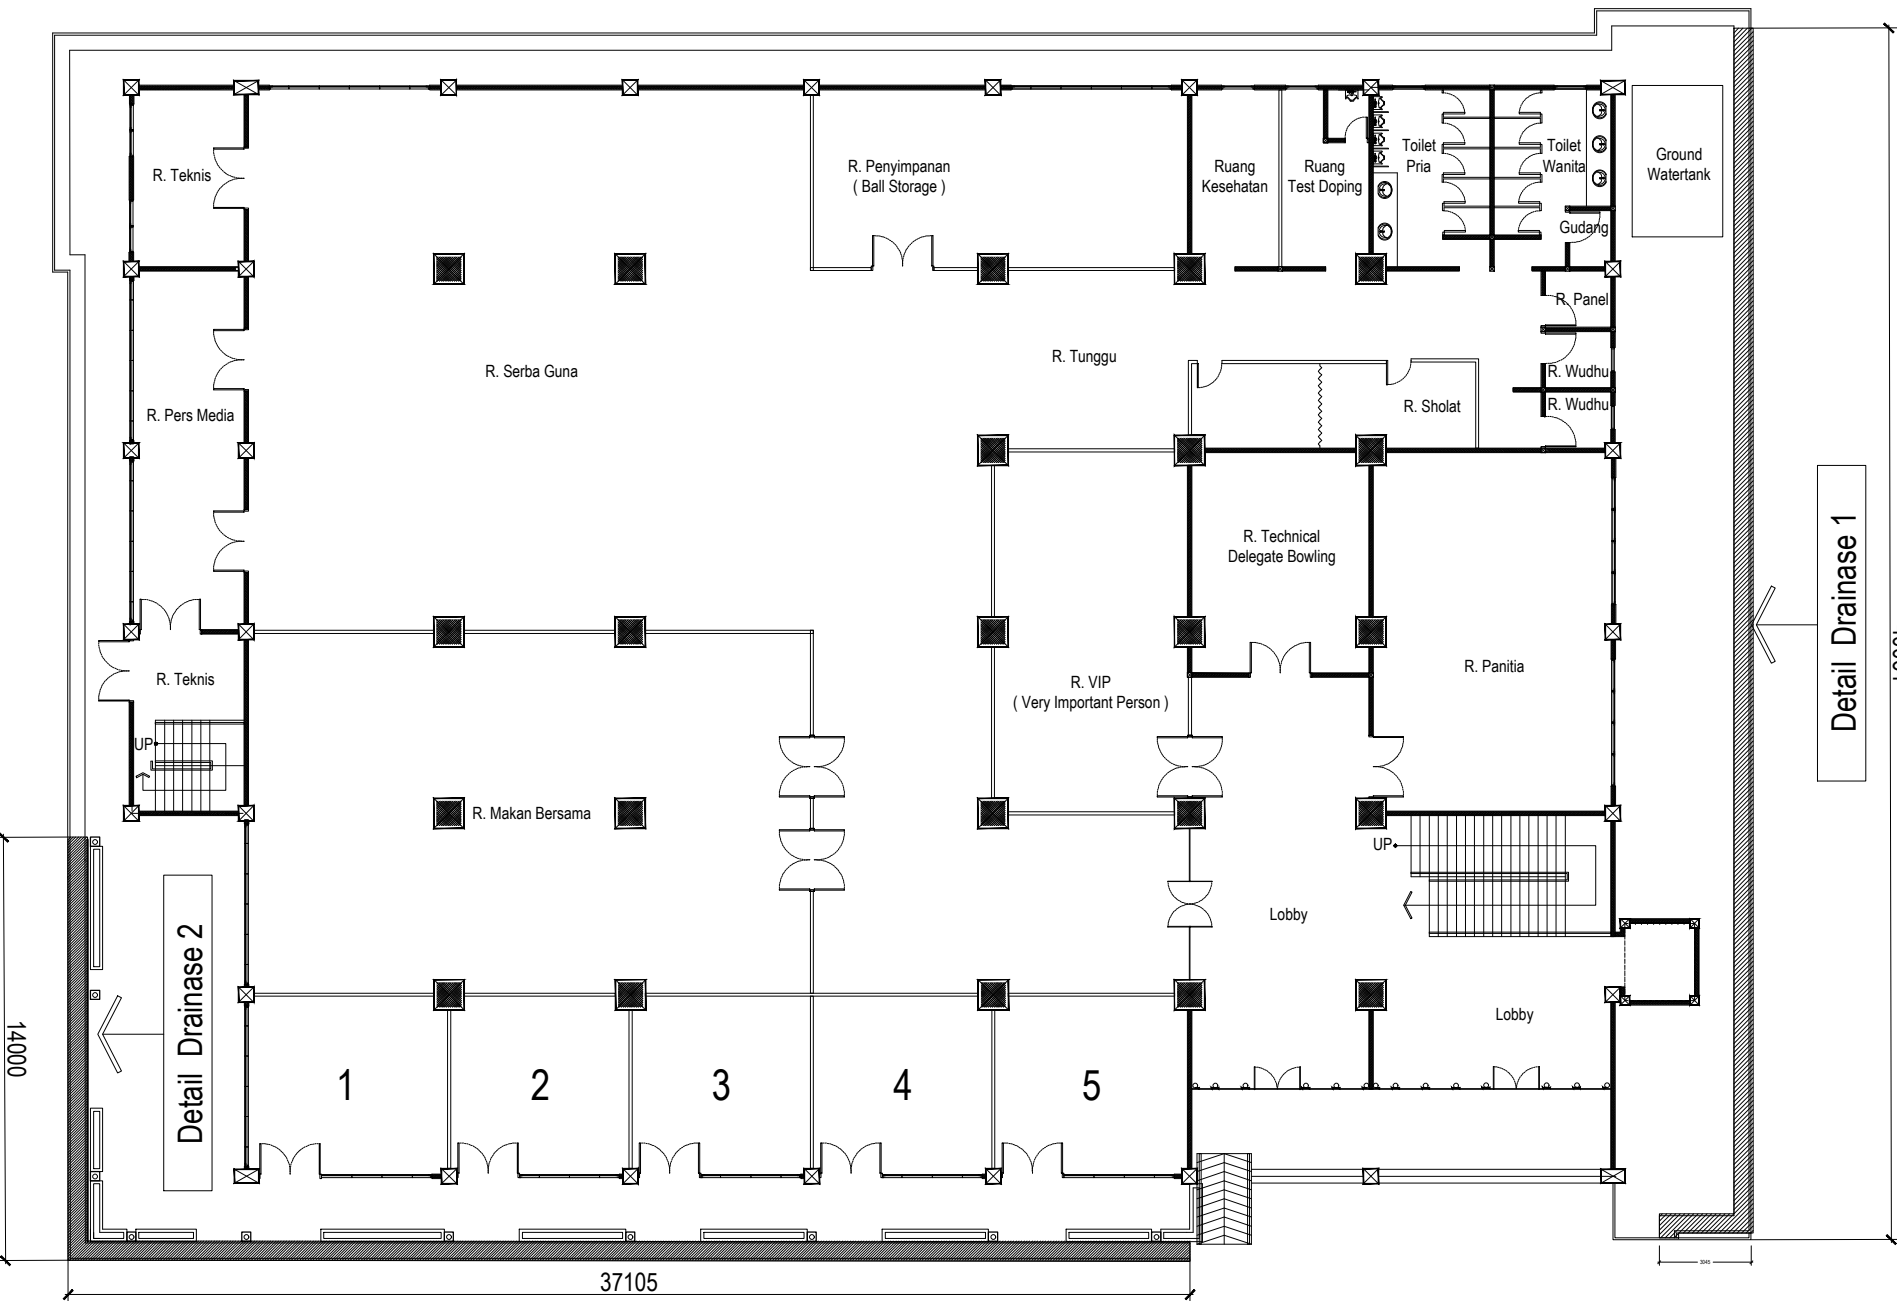 R. Teknis
R. Penyimpanan
( Ball Storage )
Ruang
Kesehatan
Ruang
Test Doping
Toilet
Pria
Toilet
Wanita
Ground
Watertank
Gudang
R. Panel
R. Serba Guna
R. Tunggu
R. Wudhu
R. Wudhu
R. Sholat
R. Pers Media
R. Technical
Delegate Bowling
Detail Drainase 1
R. Teknis
R. VIP
( Very Important Person )
R. Panitia
UP
R. Makan Bersama
UP
Lobby
Detail Drainase 2
Lobby
14000
1
2
3
4
5
3045
37105